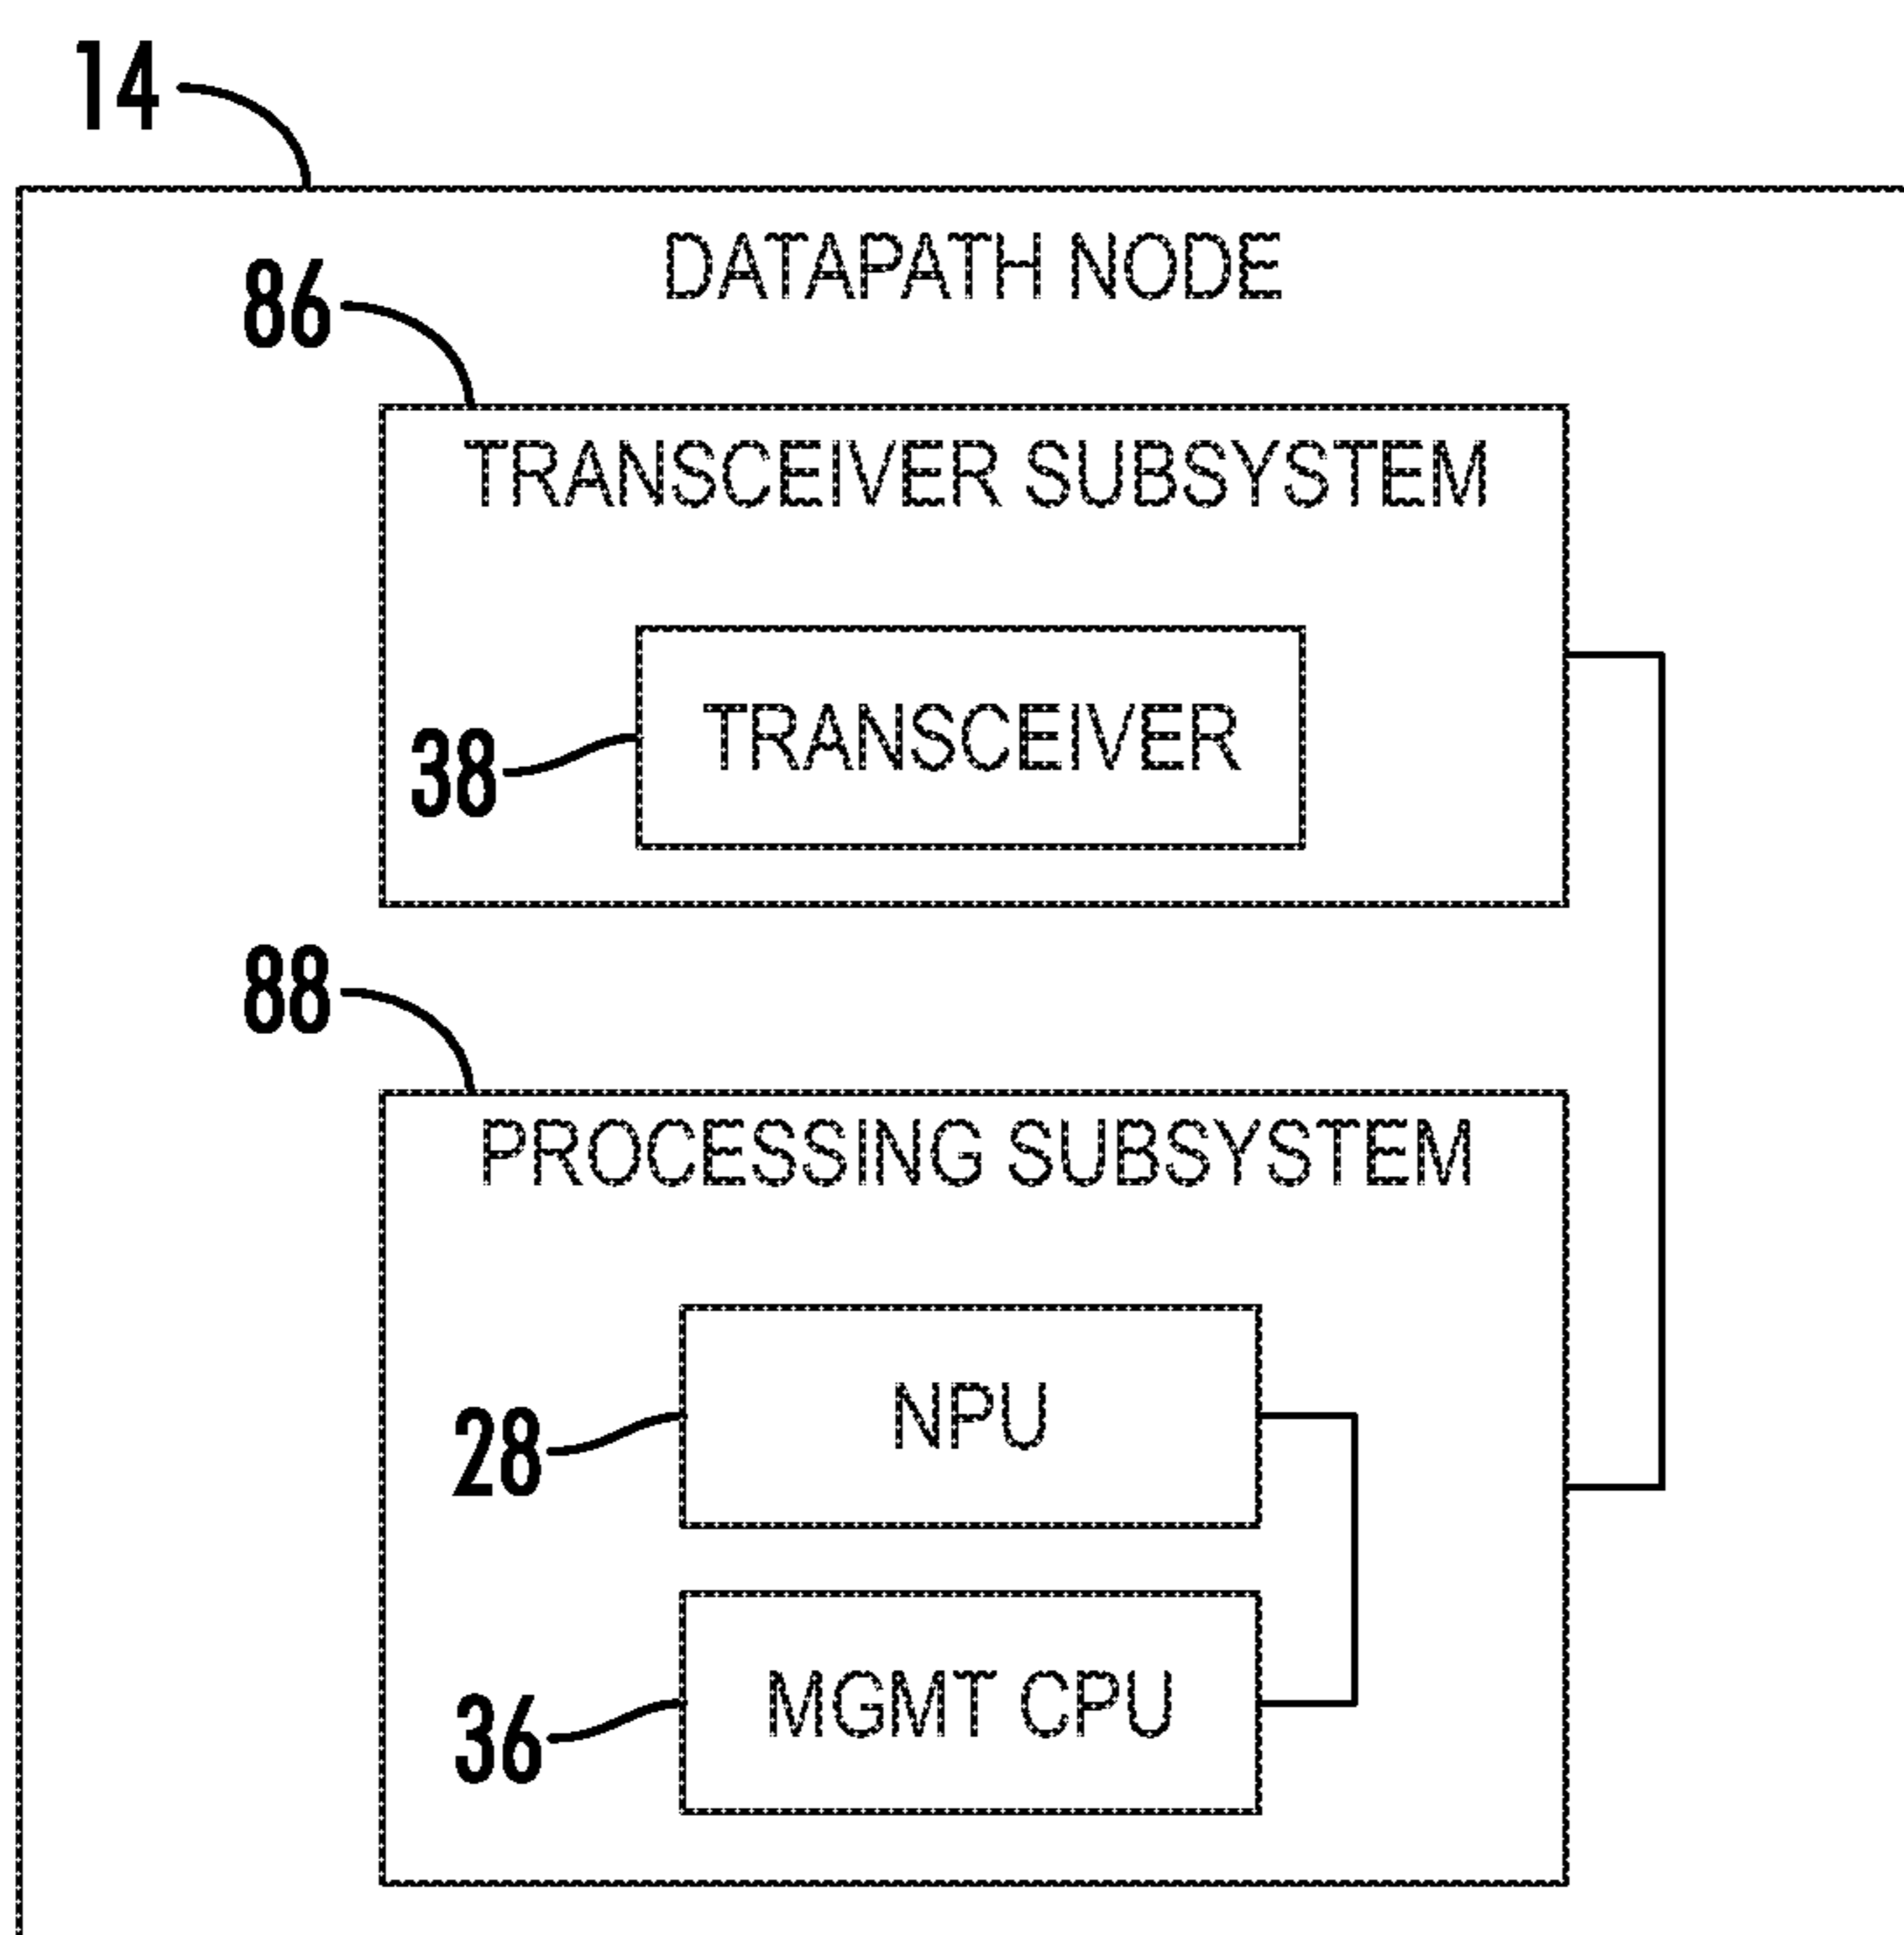 14
DATAPATH NODE
86
TRANSCEIVER SUBSYSTEM
38
TRANSCEIVER
88
PROCESSING SUBSYSTEM
28
NPU
36
MGMT CPU